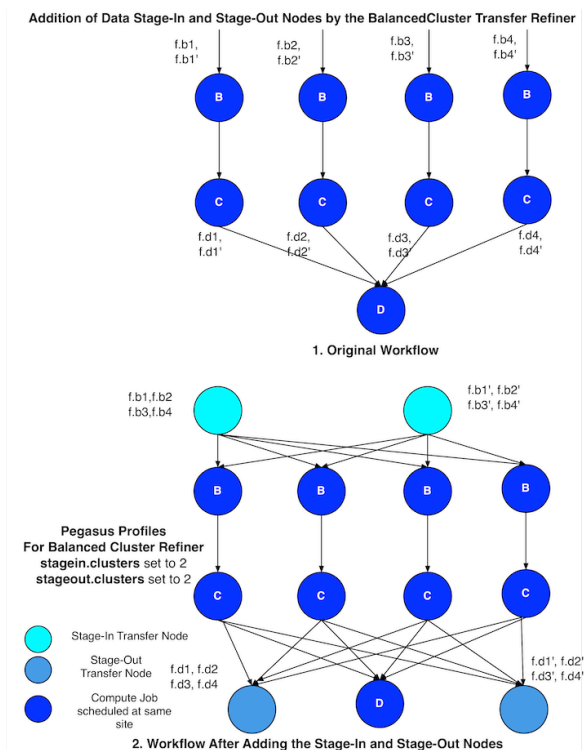 Addition of Data Stage-In and Stage-Out Nodes by the BalancedCluster Transfer Refiner
f.b1,
f.b1'
f.b2,
f.b2'
f.b3,
f.b3'
f.b4,
f.b4'
B
B
B
B
C
C
C
C
f.d1,
f.d1'
f.d2,
f.d2'
f.d3,
f.d3'
f.d4,
f.d4'
D
1. Original Workflow
f.b1,f.b2
f.b3,f.b4
f.b1', f.b2'
f.b3', f.b4'
B
B
B
B
Pegasus Profiles
For Balanced Cluster Refiner
stagein.clusters set to 2
stageout.clusters set to 2
C
C
C
C
Stage-In Transfer Node
Stage-Out
Transfer Node
Compute Job
scheduled at same
site
f.d1, f.d2
f.d3, f.d4
D
f.d1', f.d2'
f.d3', f.d4'
2. Workflow After Adding the Stage-In and Stage-Out Nodes